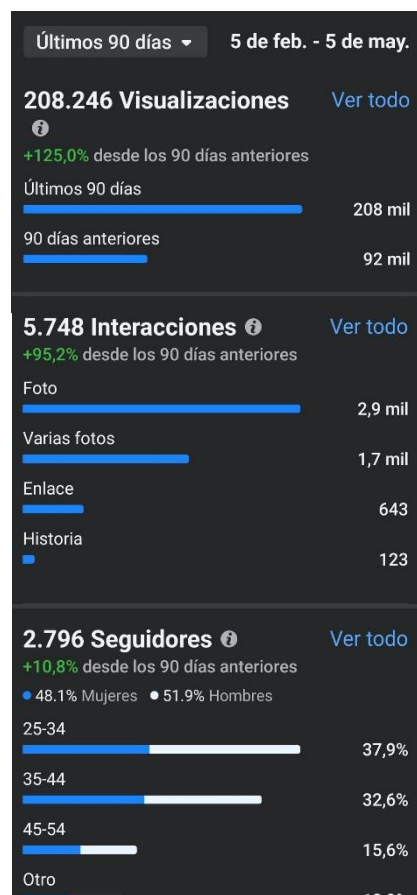 Últimos 90 días 5 de feb. - 5 de may.
208.246 Visualizaciones Ver todo
+125,0% desde los 90 días anteriores
Últimos 90 días
208 mil
90 días anteriores
92 mil
5.748 Interacciones Ver todo
+95,2% desde los 90 días anteriores
Foto
2,9 mil
Varias fotos
1,7 mil
Enlace
643
Historia
123
2.796 Seguidores Ver todo
+10,8% desde los 90 días anteriores
48.1% Mujeres 51.9% Hombres
25-34
37,9%
35-44
32,6%
45-54
15,6%
Otro